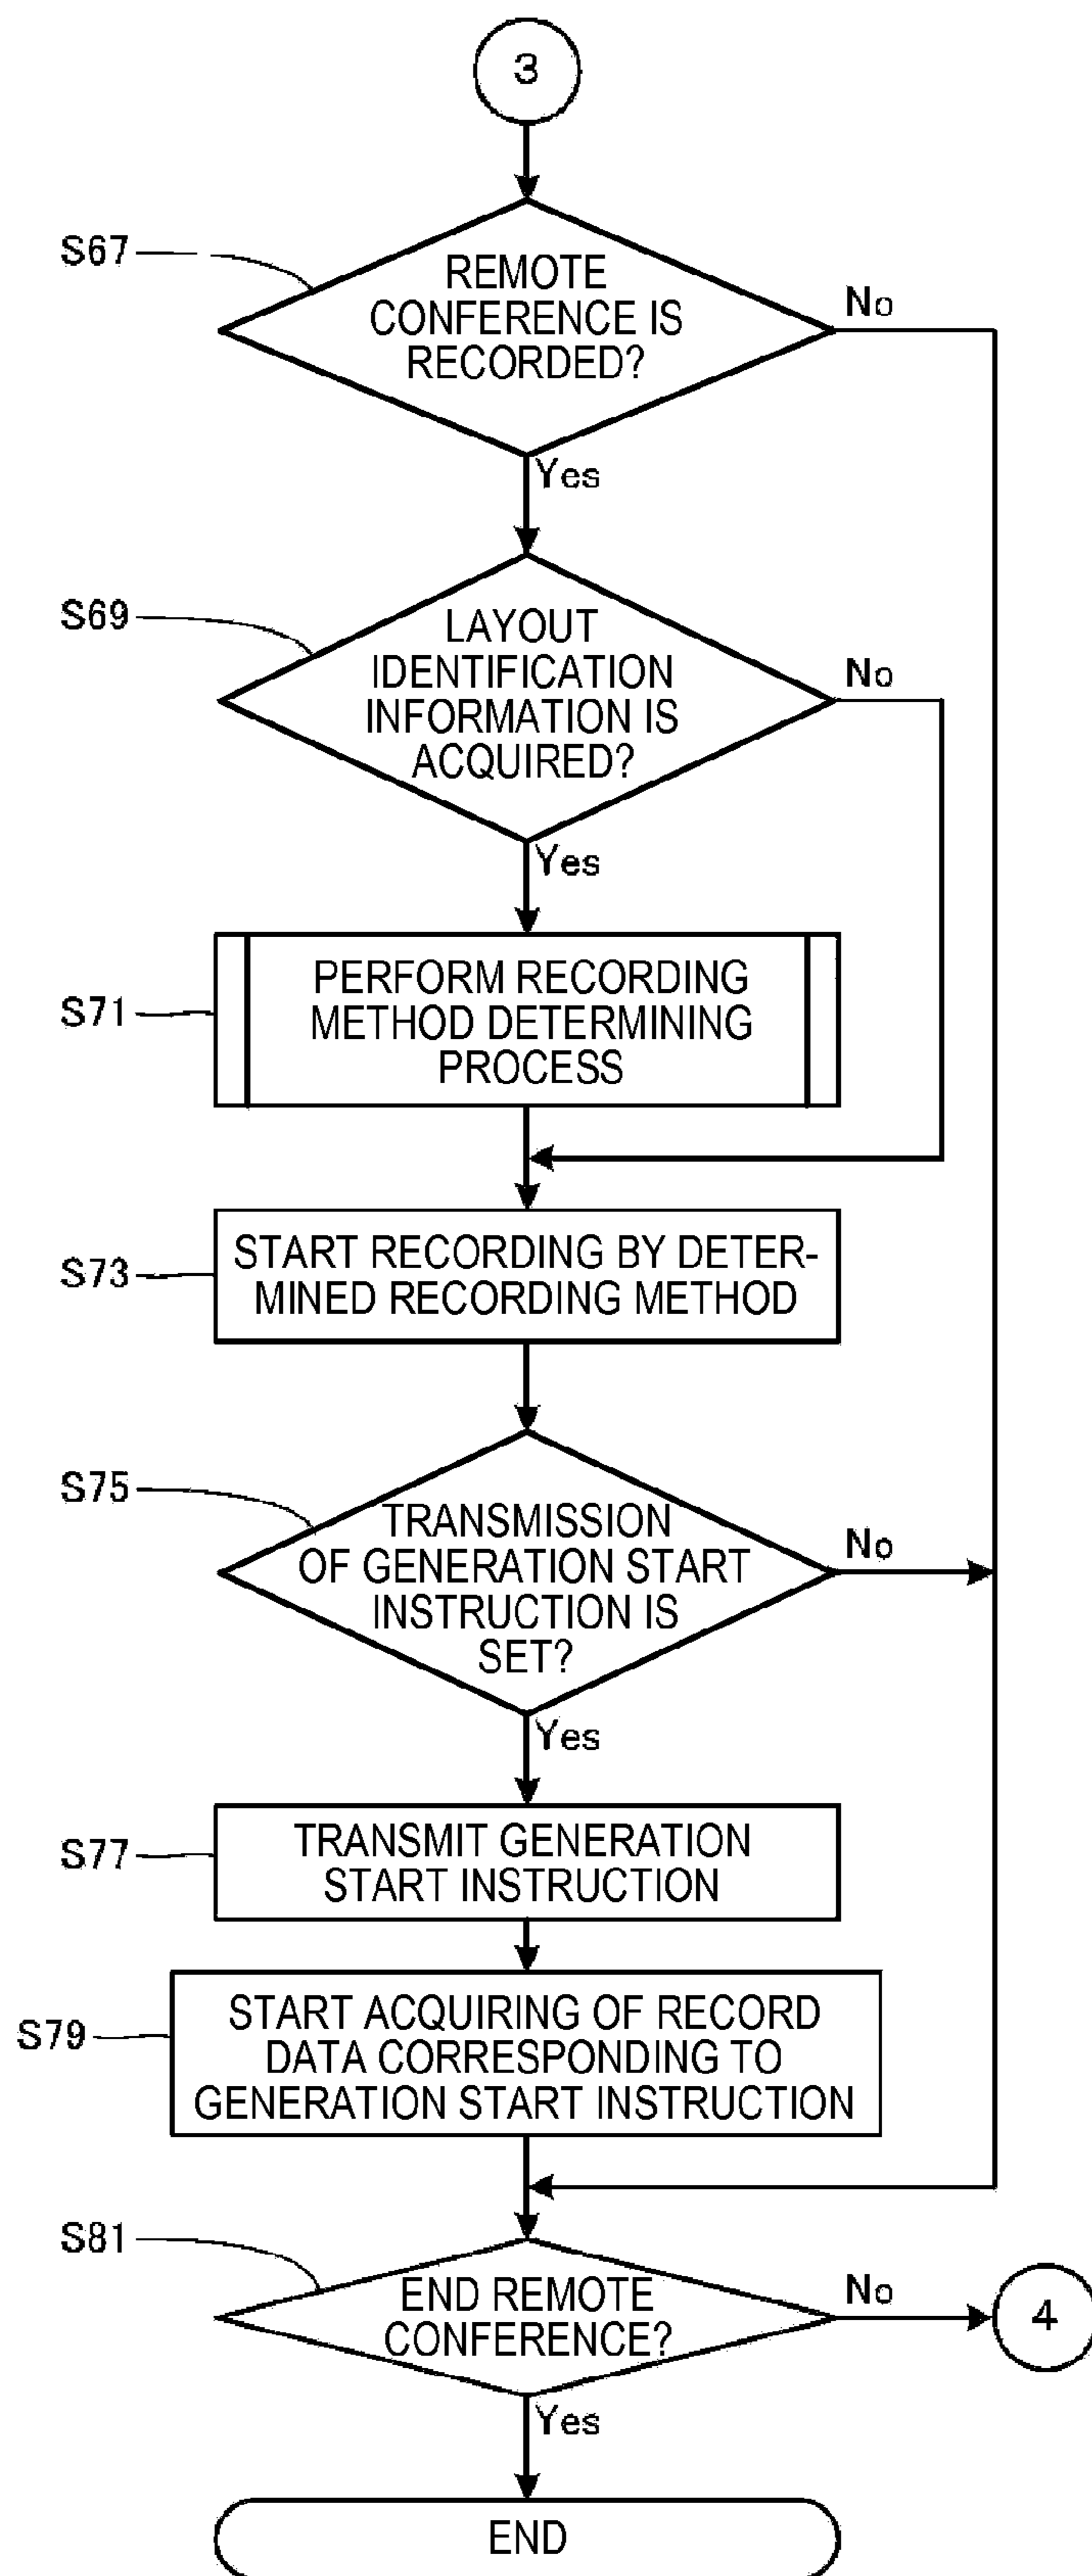 3
S67
REMOTE
CONFERENCE IS
RECORDED?
No
Yes
S69
LAYOUT
IDENTIFICATION
INFORMATION IS
ACQUIRED?
No
Yes
S71
PERFORM RECORDING
METHOD DETERMINING
PROCESS
S73
START RECORDING BY DETER-
MINED RECORDING METHOD
S75
TRANSMISSION
OF GENERATION START
INSTRUCTION IS
SET?
No
Yes
S77
TRANSMIT GENERATION
START INSTRUCTION
S79
START ACQUIRING OF RECORD
DATA CORRESPONDING TO
GENERATION START INSTRUCTION
S81
END REMOTE
CONFERENCE?
No
4
Yes
END